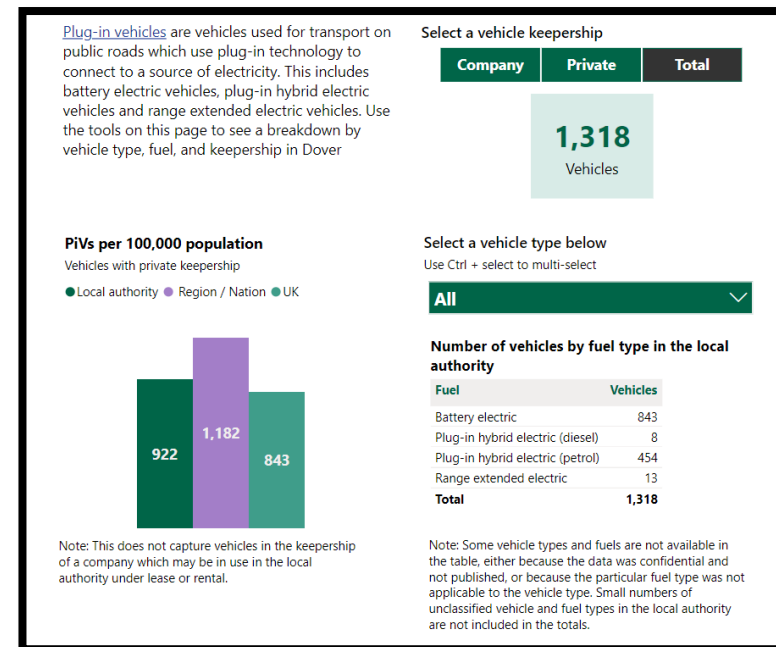 Plug-in vehicles are vehicles used for transport on
public roads which use plug-in technology to
connect to a source of electricity. This includes
battery electric vehicles, plug-in hybrid electric
vehicles and range extended electric vehicles. Use
the tools on this page to see a breakdown by
vehicle type, fuel, and keepership in Dover
Select a vehicle keepership
Company Private Total
1,318
Vehicles
PiVs per 100,000 population
Vehicles with private keepership
Local authority Region / Nation UK
922 1,182 843
Note: This does not capture vehicles in the keepership
of a company which may be in use in the local
authority under lease or rental.
Select a vehicle type below
Use Ctrl + select to multi-select
All
Number of vehicles by fuel type in the local
authority
Fuel Vehicles
Battery electric 843
Plug-in hybrid electric (diesel) 8
Plug-in hybrid electric (petrol) 454
Range extended electric 13
Total 1,318
Note: Some vehicle types and fuels are not available in
the table, either because the data was confidential and
not published, or because the particular fuel type was not
applicable to the vehicle type. Small numbers of
unclassified vehicle and fuel types in the local authority
are not included in the totals.